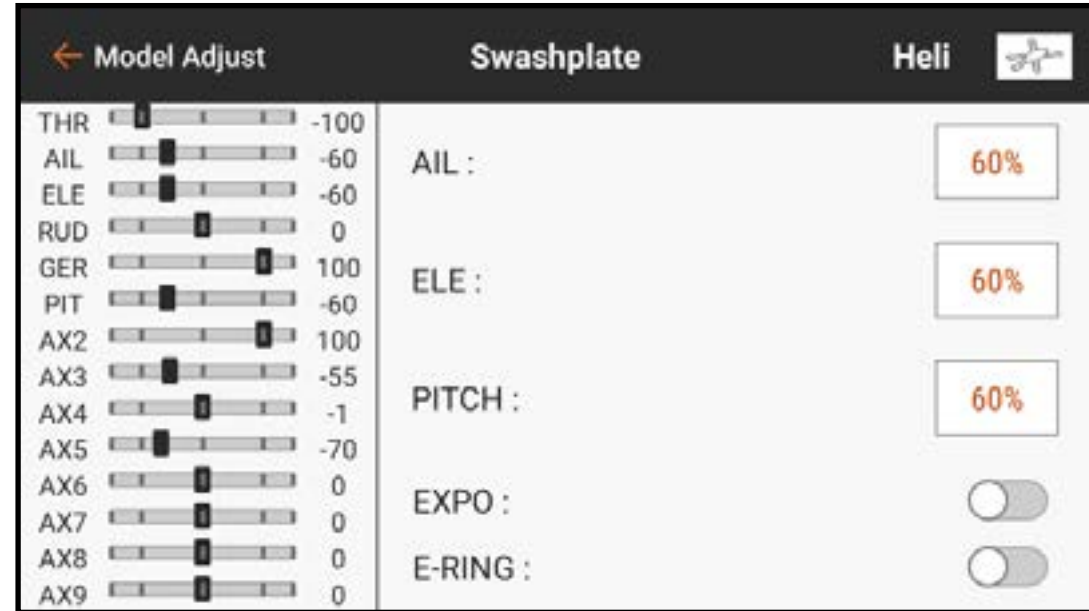 ← Model Adjust Swashplate Heli
THR -100
AIL -60
ELE -60
RUD 0
GER 100
PIT -60
AX2 100
AX3 -55
AX4 -1
AX5 -70
AX6 0
AX7 0
AX8 0
AX9 0
AIL : 60%
ELE : 60%
PITCH : 60%
EXPO :
E-RING :